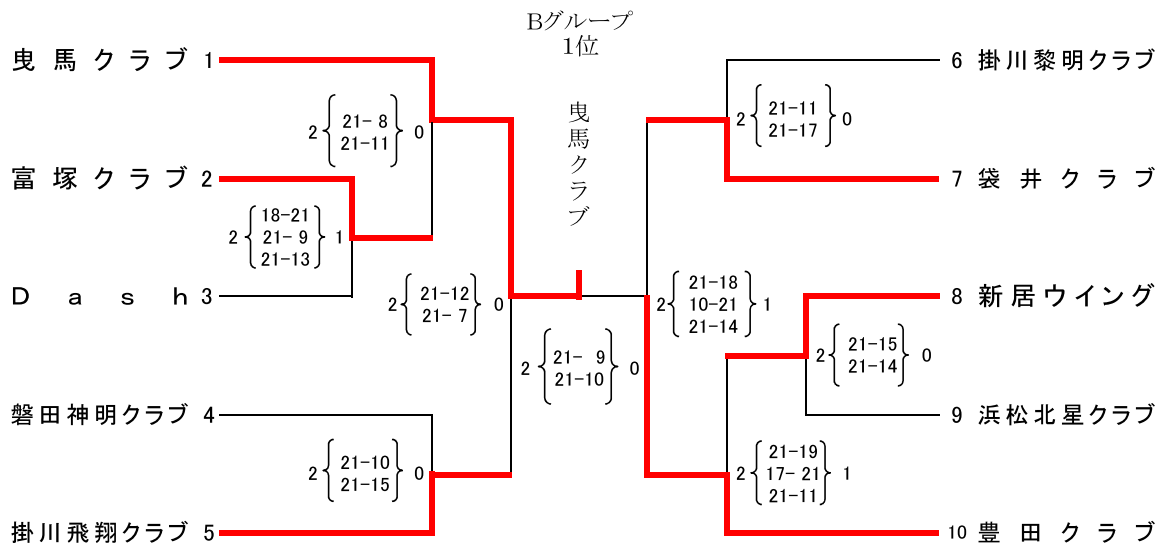 Bグループ
1位
曳馬クラブ
曳馬クラブ 1
2 21- 8 0
21-11
富塚クラブ 2
2 18-21 1
21- 9
21-13
Dash 3
2 21-12 0
21- 7
磐田神明クラブ 4
2 21-10 0
21-15
掛川飛翔クラブ 5
2 21- 9 0
21-10
6 掛川黎明クラブ
2 21-11 0
21-17
7 袋井クラブ
2 21-18 1
10-21
21-14
8 新居ウイング
2 21-15 0
21-14
9 浜松北星クラブ
2 21-19 1
17- 21
21-11
10 豊田クラブ